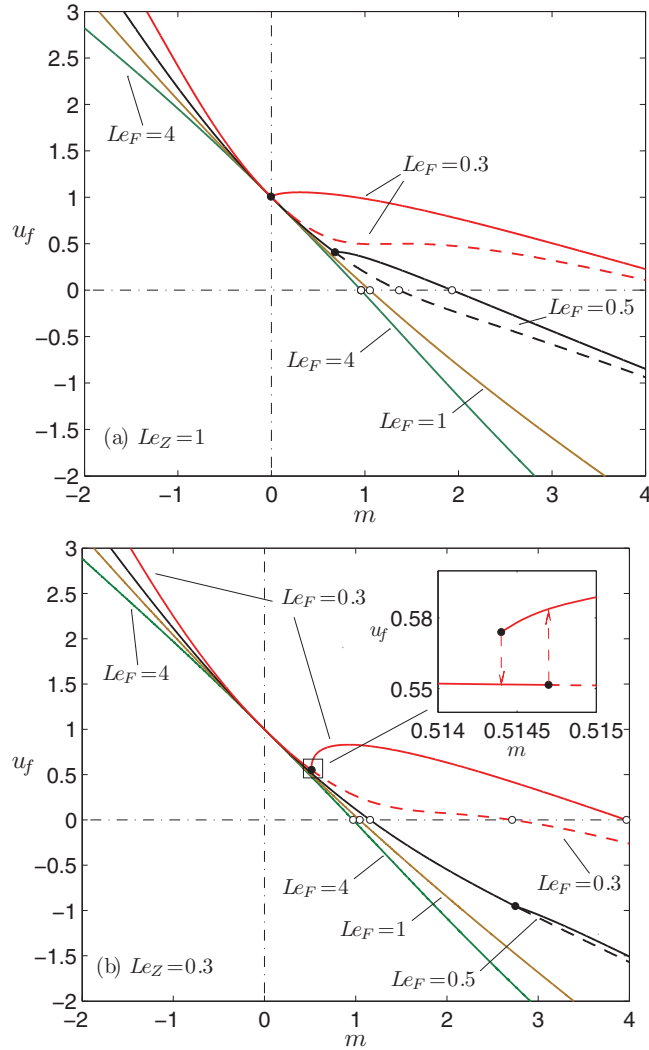 3
2.5
2
1.5
1
0.5
0
−0.5
−1
−1.5
−2
u_f
Le_F=4
Le_F=0.3
Le_F=0.5
Le_F=4
Le_F=1
(a) Le_Z=1
−2 −1 0 1 2 3 4
m
3
2.5
2
1.5
1
0.5
0
−0.5
−1
−1.5
−2
u_f
Le_F=0.3
Le_F=4
0.58
u_f
0.55
0.514 0.5145 0.515
m
Le_F=0.3
Le_F=4
Le_F=1
Le_F=0.5
(b) Le_Z=0.3
−2 −1 0 1 2 3 4
m